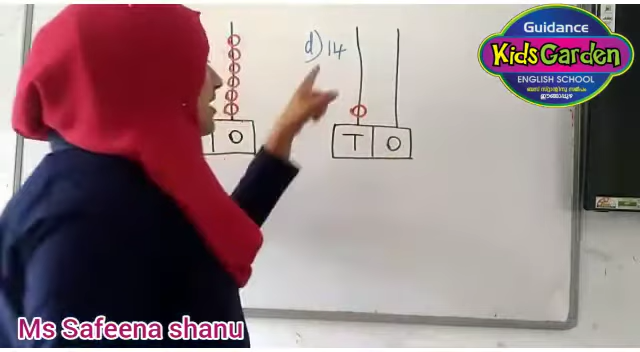 Guidance
Kids Garden
ENGLISH SCHOOL
d) 14
O
T O
Ms Safeena shanu